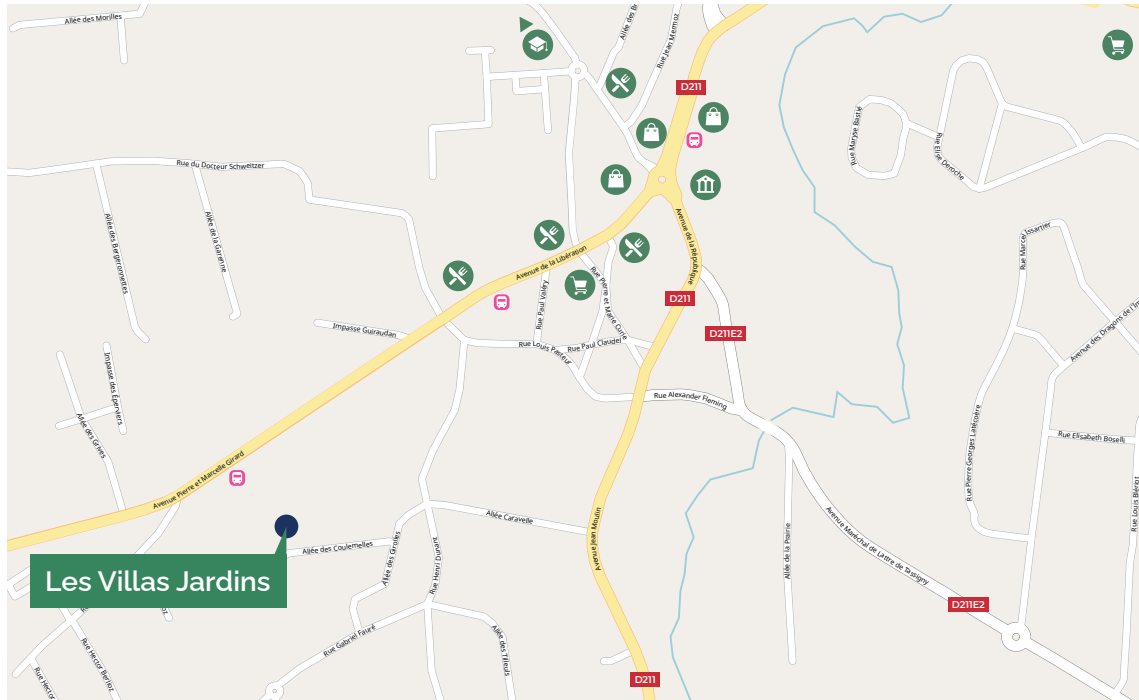 Allée des Morilles
Rue Jean Mermoz
D211
Rue Maryse Bastié
Rue Elise Deroche
Rue du Docteur Schweitzer
Allée des Bergeronnettes
Allée de la Garenne
Avenue de la République
Avenue de la Libération
Rue Marcel Issartier
Rue Paul Valéry
Rue Pierre et Marie Curie
D211
D211E2
Impasse Guiraudan
Rue Louis Pasteur
Rue Paul Claudel
Avenue des Dragons de l'Im
Impasse des Éperviers
Allée des Grives
Rue Alexander Fleming
Rue Pierre Georges Latécoère
Rue Elisabeth Boselli
Avenue Pierre et Marcelle Girard
Rue Louis Blériot
Allée Caravelle
Avenue Jean Moulin
Allée de la Prairie
Avenue Maréchal de Lattre de Tassigny
Allée des Coulemelles
Allée des Girolles
Rue Henri Dunant
Les Villas Jardins
D211E2
Rue Gabriel Fauré
Allée des Tilleuls
Rue Hector Berlioz
Rue Hector
D211